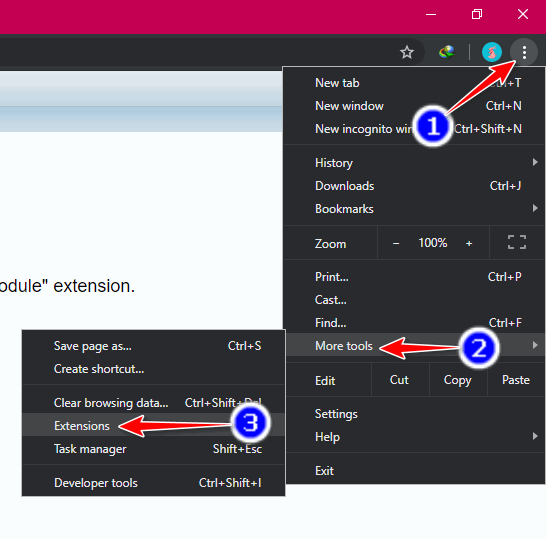 New tab Ctrl+T
New window Ctrl+N
1
New incognito Ctrl+Shift+N
History
Downloads Ctrl+J
Bookmarks
Zoom − 100% +
Print... Ctrl+P
odule" extension.
Cast...
Find... Ctrl+F
More tools 2
Edit Cut Copy Paste
Settings
Help
Exit
Save page as... Ctrl+S
Create shortcut...
Clear browsing data... Ctrl+Shift+Del
Extensions 3
Task manager Shift+Esc
Developer tools Ctrl+Shift+I